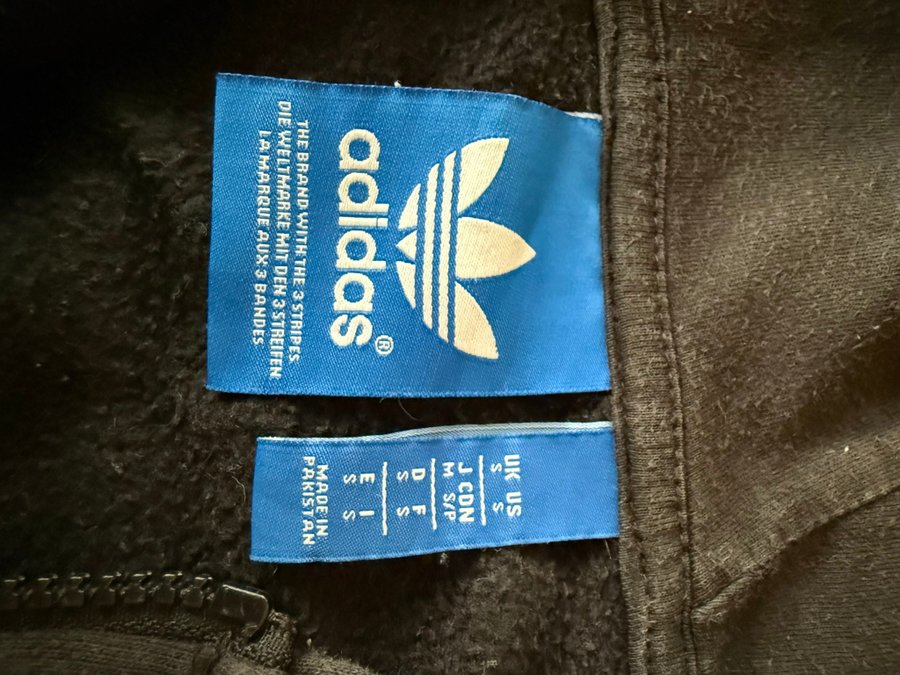 adidas®
THE BRAND WITH THE 3 STRIPES
DIE WELTMARKE MIT DEN 3 STREIFEN
LA MARQUE AUX 3 BANDES
UK US
S S
J CDN
M S/P
D F
S S
E I
S S
MADE IN
PAKISTAN